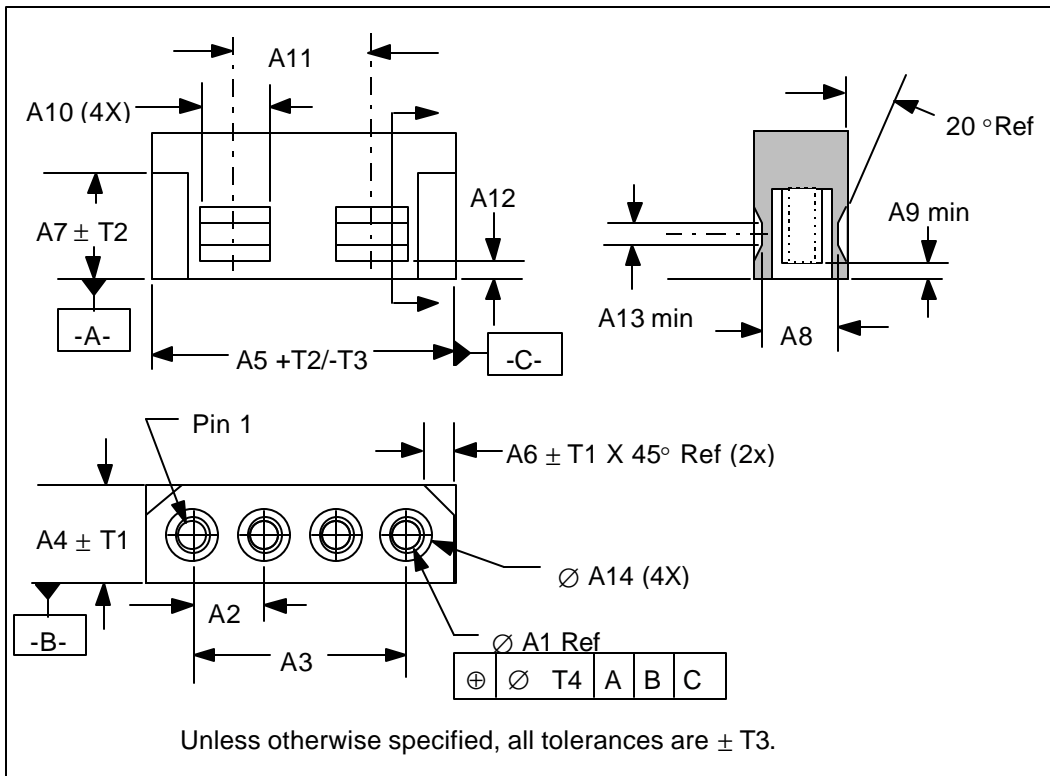 A11
A10 (4X)
20 °Ref
A12
A7 ± T2
A9 min
A13 min
A8
-A-
A5 +T2/-T3
-C-
Pin 1
A6 ± T1 X 45° Ref (2x)
A4 ± T1
∅ A14 (4X)
A2
-B-
∅ A1 Ref
A3
⊕ ∅ T4 A B C
Unless otherwise specified, all tolerances are ± T3.